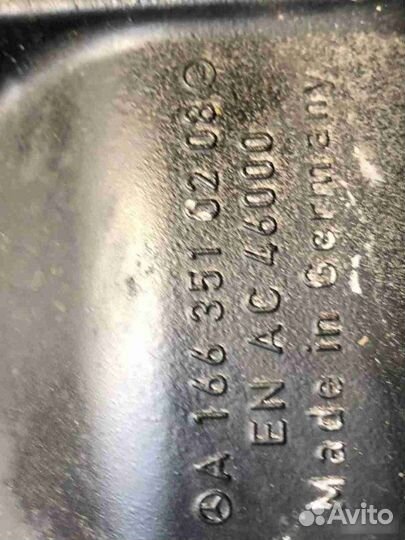 A 166 351 02 08
EN AC 46000
Made in Germany
Avito